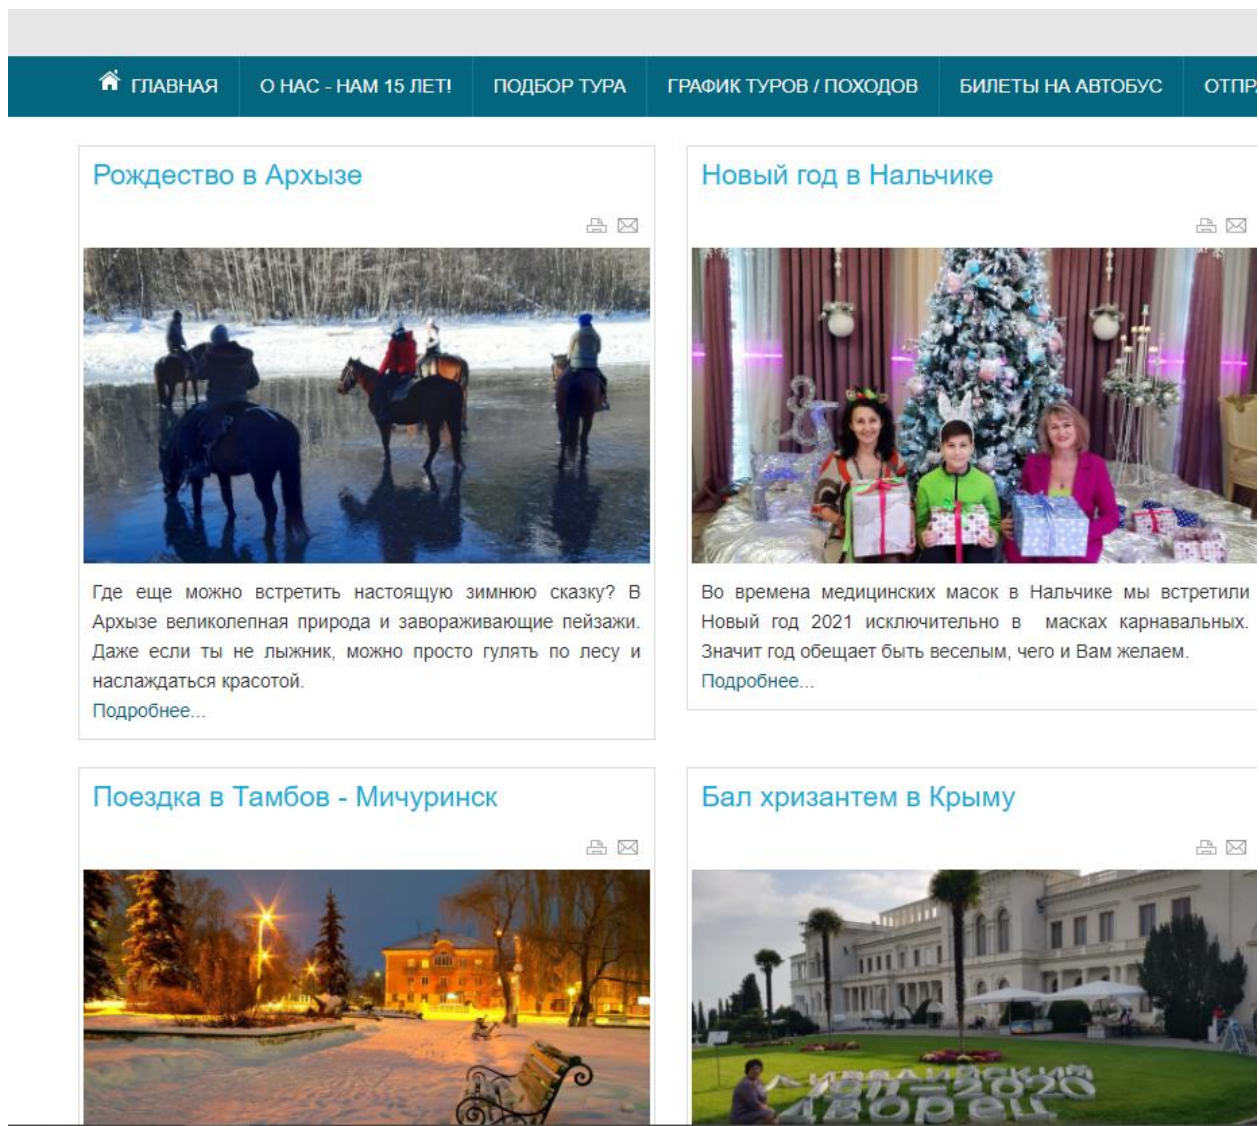 ГЛАВНАЯ О НАС - НАМ 15 ЛЕТ! ПОДБОР ТУРА ГРАФИК ТУРОВ / ПОХОДОВ БИЛЕТЫ НА АВТОБУС
Рождество в Архызе
Где еще можно встретить настоящую зимнюю сказку? В
Архызе великолепная природа и завораживающие пейзажи.
Даже если ты не лыжник, можно просто гулять по лесу и
наслаждаться красотой.
Подробнее...
Новый год в Нальчике
Во времена медицинских масок в Нальчике мы встретили
Новый год 2021 исключительно в масках карнавальных.
Значит год обещает быть веселым, чего и Вам желаем.
Подробнее...
Поездка в Тамбов - Мичуринск
Бал хризантем в Крыму
ЛИВАДИЙСКИЙ
1911-2020
ДВОРЕЦ